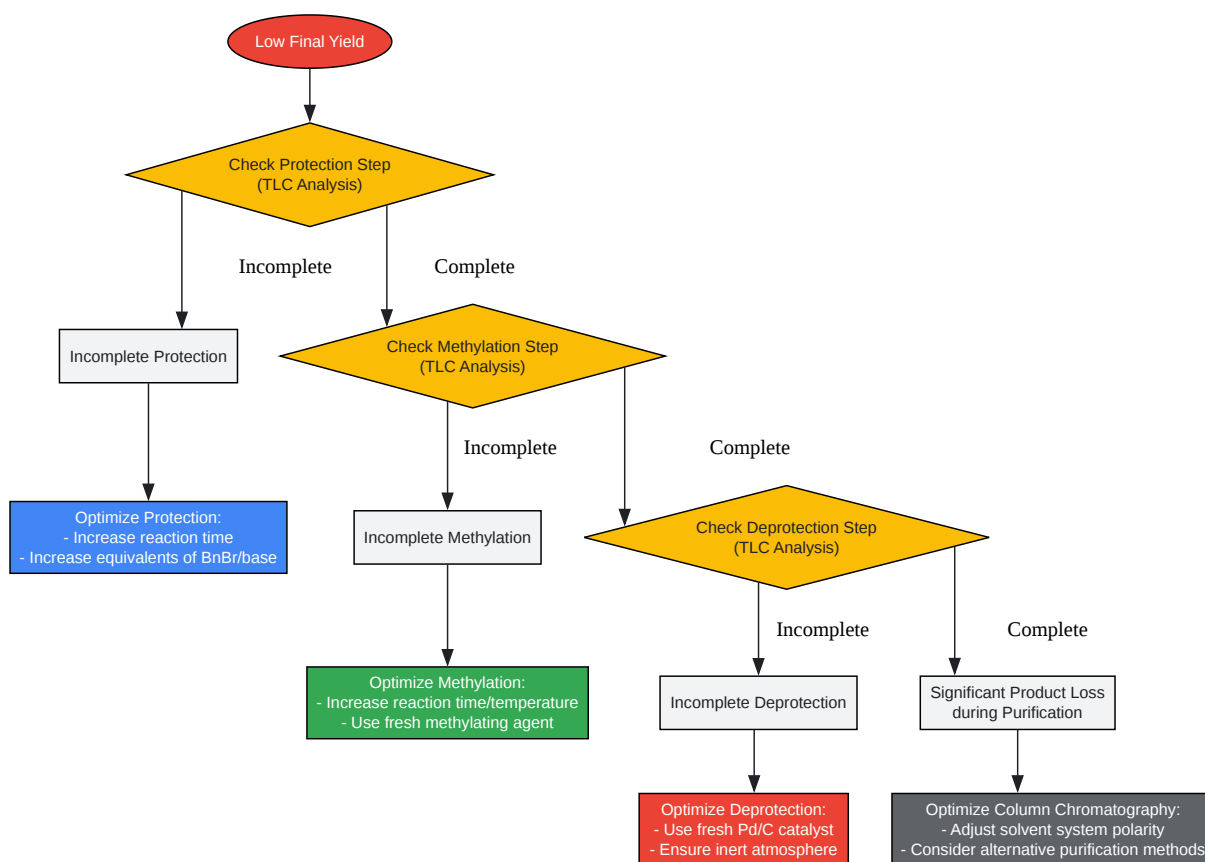 Low Final Yield
Check Protection Step
(TLC Analysis)
Incomplete
Complete
Incomplete Protection
Check Methylation Step
(TLC Analysis)
Incomplete
Complete
Optimize Protection:
- Increase reaction time
- Increase equivalents of BnBr/base
Incomplete Methylation
Check Deprotection Step
(TLC Analysis)
Incomplete
Complete
Optimize Methylation:
- Increase reaction time/temperature
- Use fresh methylating agent
Incomplete Deprotection
Significant Product Loss
during Purification
Optimize Deprotection:
- Use fresh Pd/C catalyst
- Ensure inert atmosphere
Optimize Column Chromatography:
- Adjust solvent system polarity
- Consider alternative purification methods